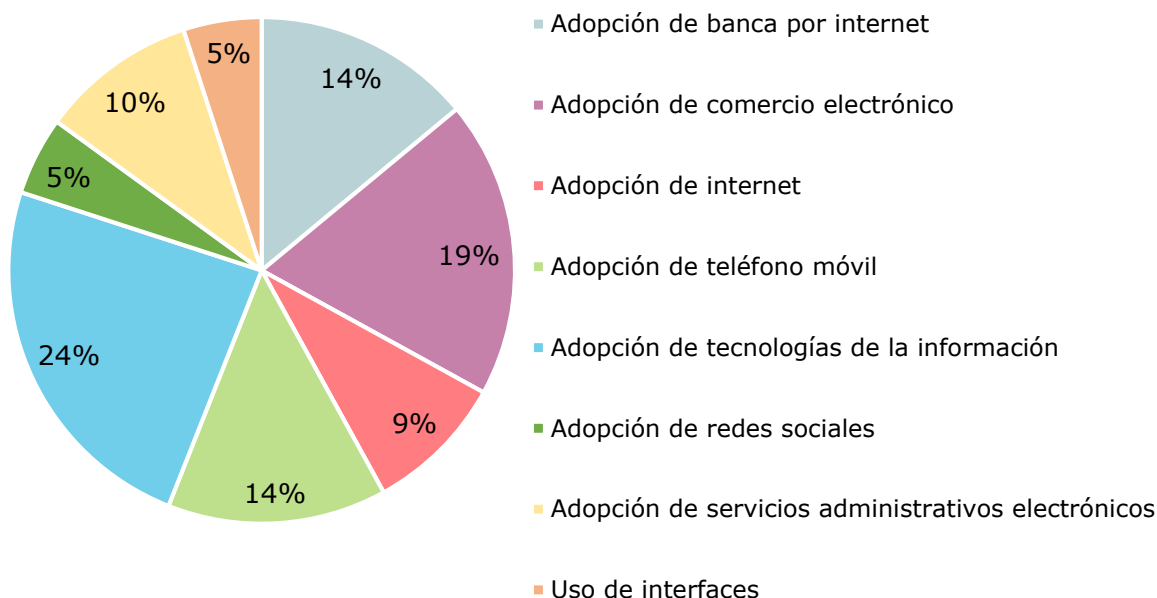 5%
14%
10%
5%
19%
24%
9%
14%
Adopción de banca por internet
Adopción de comercio electrónico
Adopción de internet
Adopción de teléfono móvil
Adopción de tecnologías de la información
Adopción de redes sociales
Adopción de servicios administrativos electrónicos
Uso de interfaces